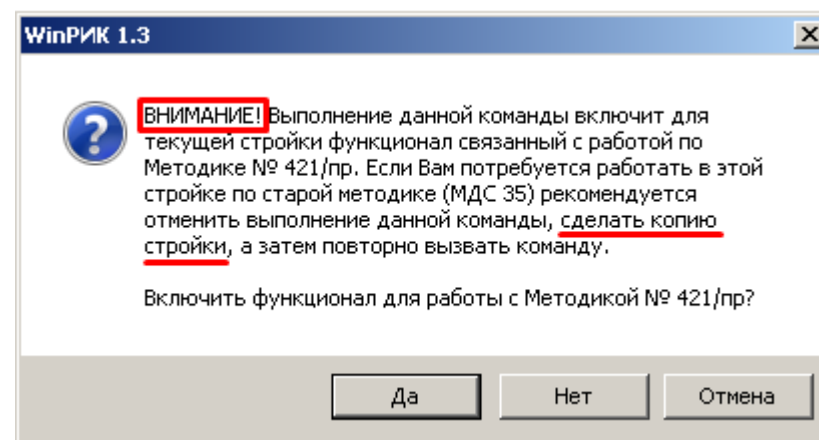 WinРИК 1.3
ВНИМАНИЕ! Выполнение данной команды включит для
текущей стройки функционал связанный с работой по
Методике № 421/пр. Если Вам потребуется работать в этой
стройке по старой методике (МДС 35) рекомендуется
отменить выполнение данной команды, сделать копию
стройки, а затем повторно вызвать команду.
Включить функционал для работы с Методикой № 421/пр?
Да
Нет
Отмена